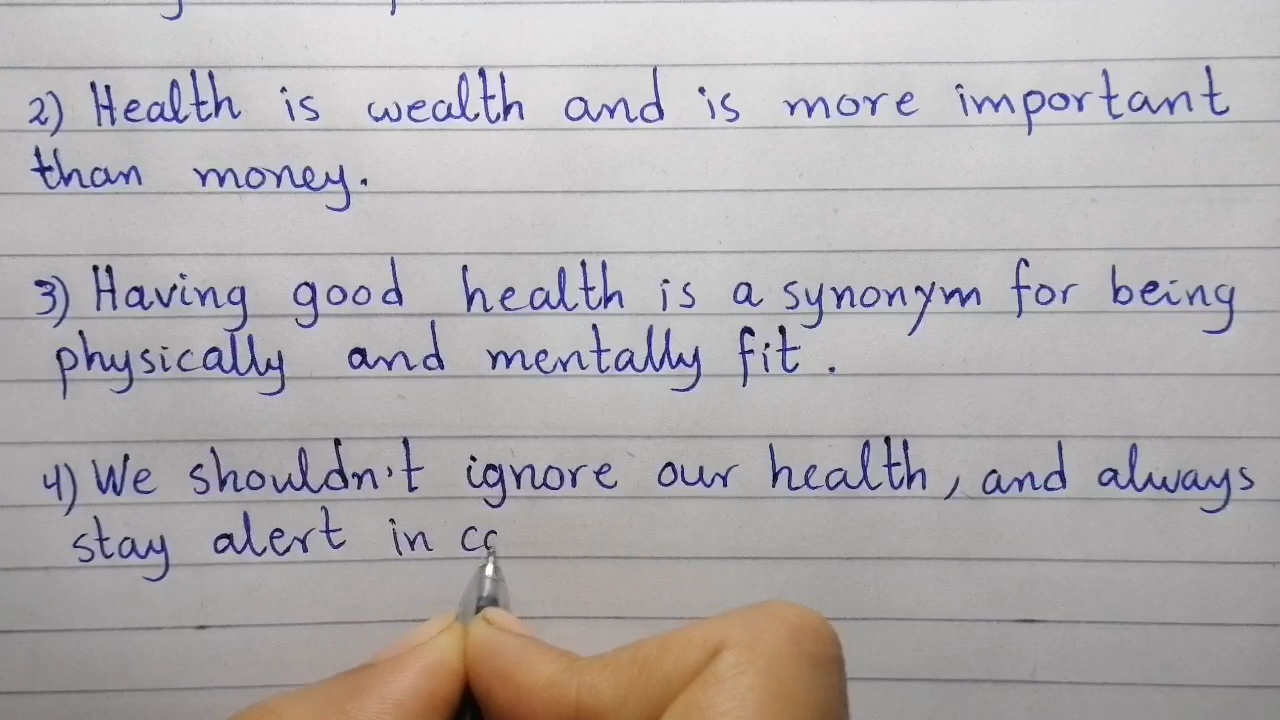 2) Health is wealth and is more important
than money.
3) Having good health is a synonym for being
physically and mentally fit.
4) We shouldn't ignore our health, and always
stay alert in